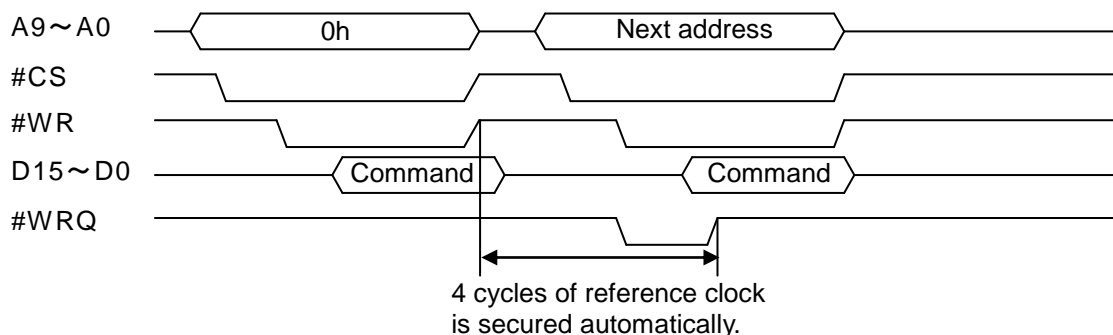 A9～A0 0h Next address
#CS
#WR
D15～D0 Command Command
#WRQ
4 cycles of reference clock
is secured automatically.